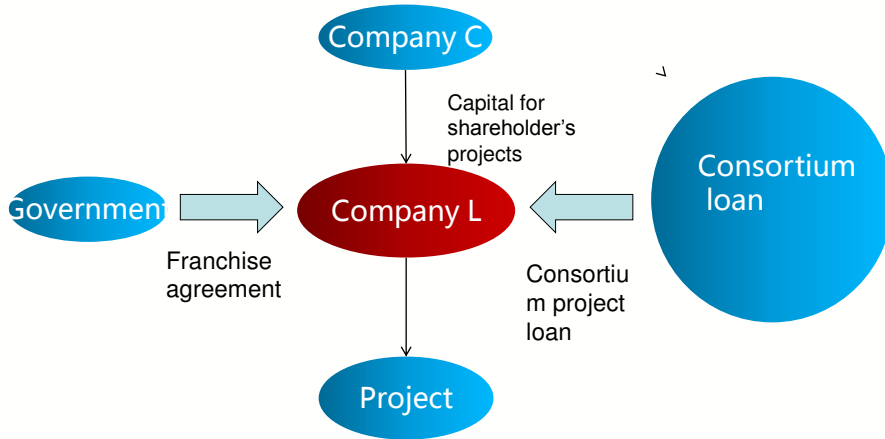 Company C
Capital for
shareholder's
projects
Consortium
loan
Government
Company L
Franchise
agreement
Consortiu
m project
loan
Project